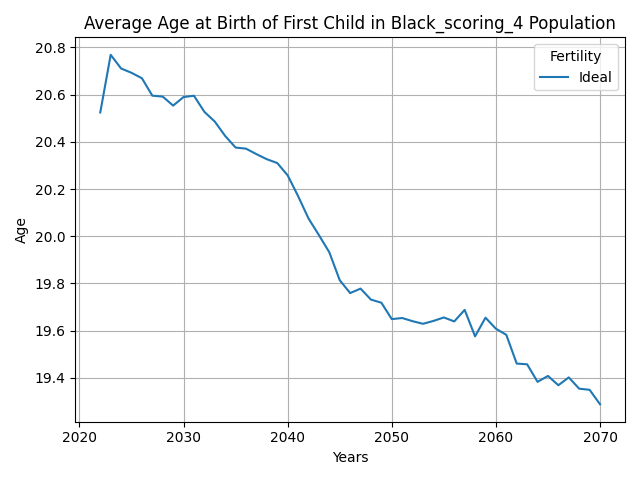 Average Age at Birth of First Child in Black_scoring_4 Population
Fertility
Ideal
20.8
20.6
20.4
20.2
20.0
19.8
19.6
19.4
Age
2020 2030 2040 2050 2060 2070
Years